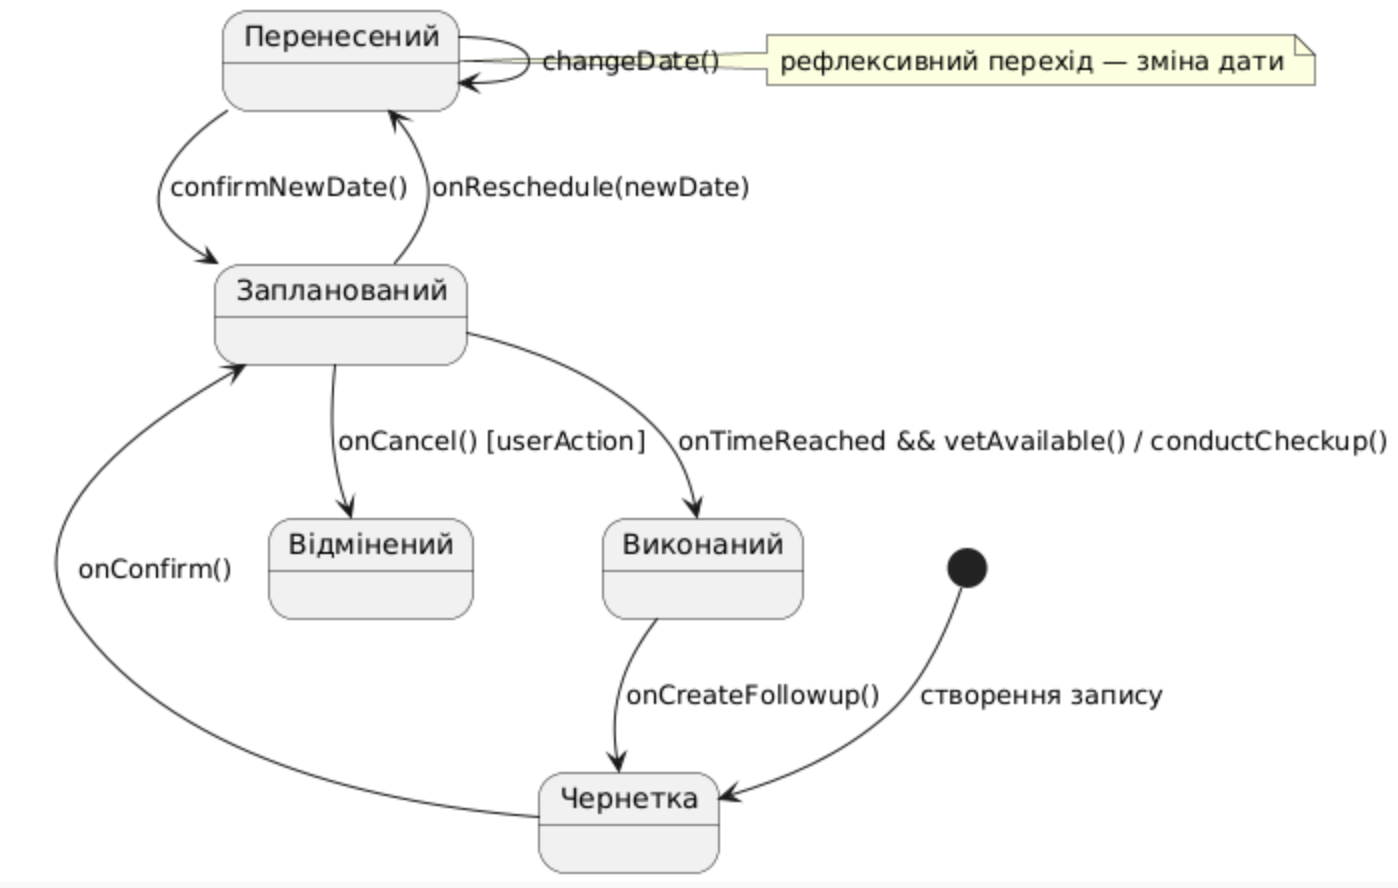 Перенесений
changeDate()
рефлексивний перехід — зміна дати
confirmNewDate()
onReschedule(newDate)
Запланований
onCancel() [userAction]
onTimeReached && vetAvailable() / conductCheckup()
Відмінений
Виконаний
onConfirm()
onCreateFollowup()
створення запису
Чернетка